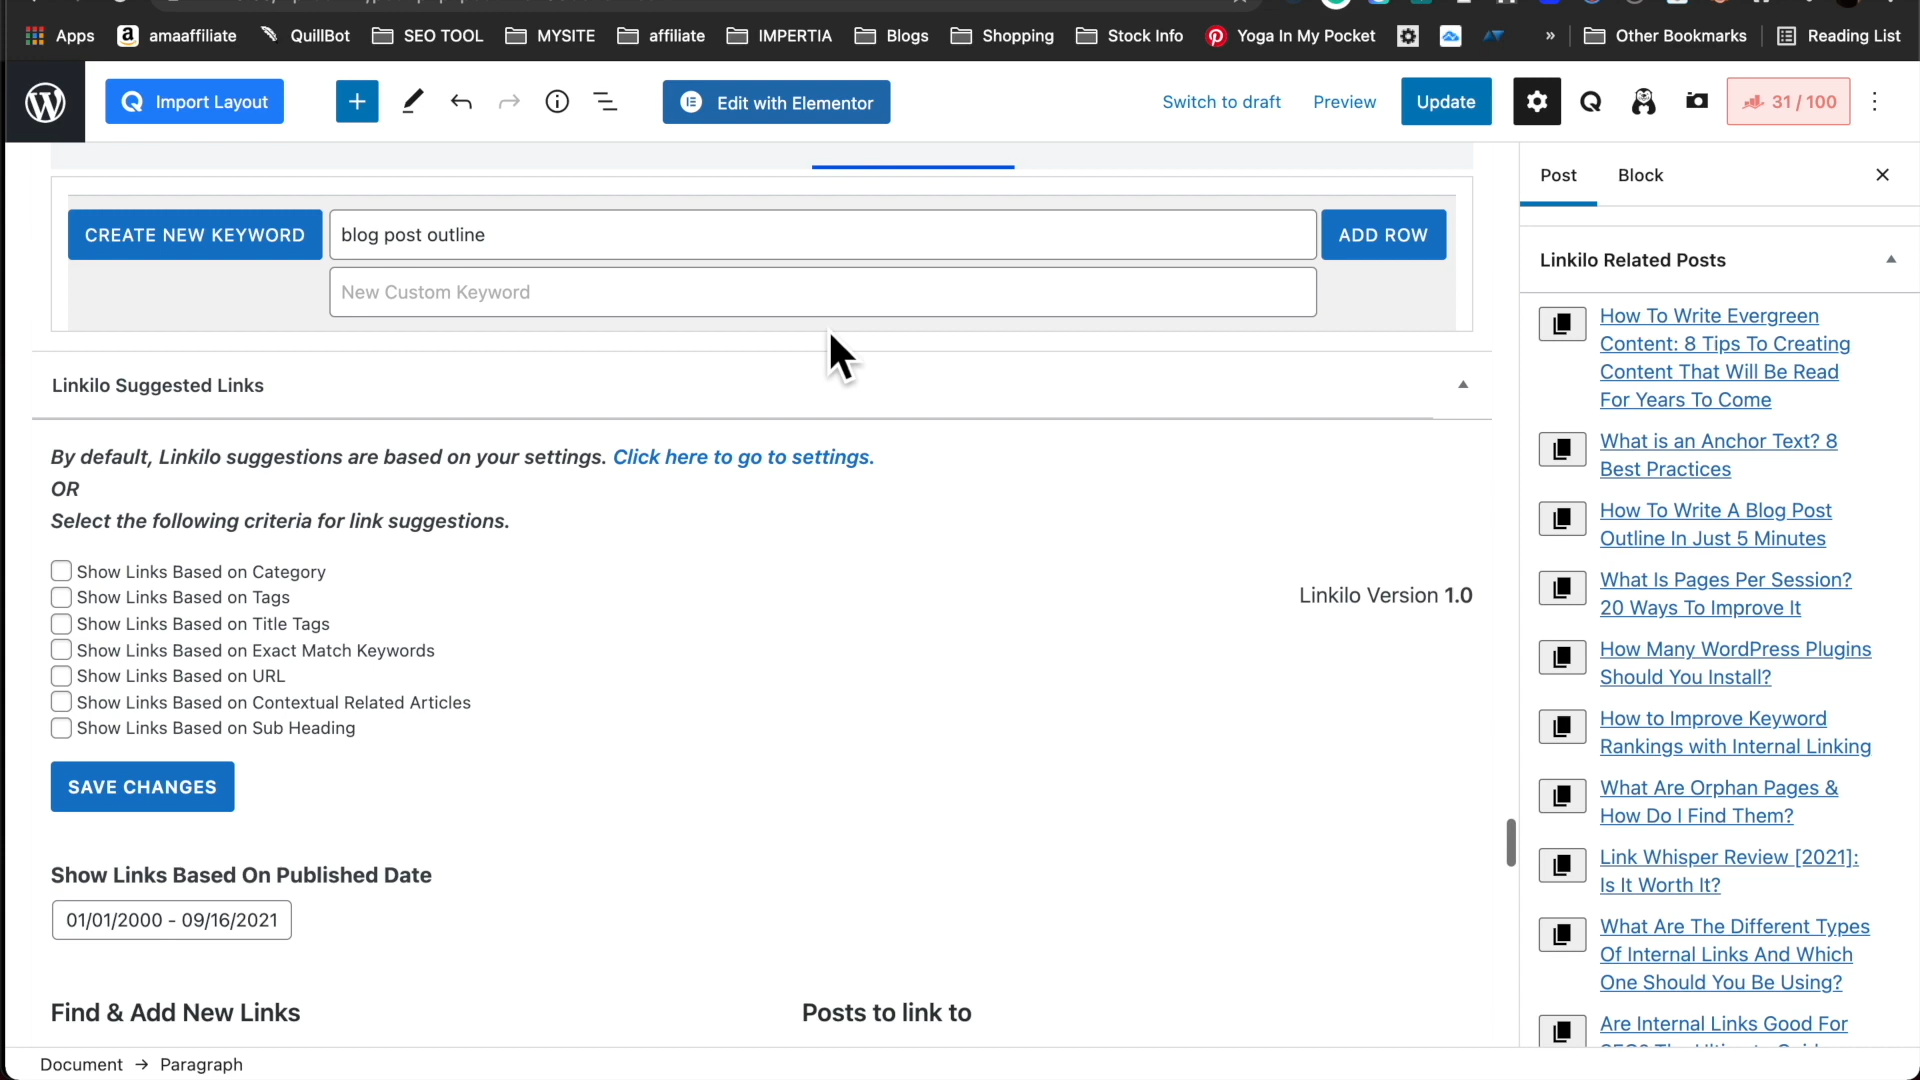 Apps
amaaffiliate
QuillBot
SEO TOOL
MYSITE
affiliate
IMPERTIA
Blogs
Shopping
Stock Info
Yoga In My Pocket
»
Other Bookmarks
Reading List
Import Layout
Edit with Elementor
Switch to draft
Preview
Update
31 / 100
Post
Block
CREATE NEW KEYWORD
blog post outline
ADD ROW
New Custom Keyword
Linkilo Suggested Links
By default, Linkilo suggestions are based on your settings. Click here to go to settings.
OR
Select the following criteria for link suggestions.
Show Links Based on Category
Show Links Based on Tags
Show Links Based on Title Tags
Show Links Based on Exact Match Keywords
Show Links Based on URL
Show Links Based on Contextual Related Articles
Show Links Based on Sub Heading
Linkilo Version 1.0
SAVE CHANGES
Show Links Based On Published Date
01/01/2000 - 09/16/2021
Find & Add New Links
Posts to link to
Linkilo Related Posts
How To Write Evergreen
Content: 8 Tips To Creating
Content That Will Be Read
For Years To Come
What is an Anchor Text? 8
Best Practices
How To Write A Blog Post
Outline In Just 5 Minutes
What Is Pages Per Session?
20 Ways To Improve It
How Many WordPress Plugins
Should You Install?
How to Improve Keyword
Rankings with Internal Linking
What Are Orphan Pages &
How Do I Find Them?
Link Whisper Review [2021]:
Is It Worth It?
What Are The Different Types
Of Internal Links And Which
One Should You Be Using?
Are Internal Links Good For
Document → Paragraph